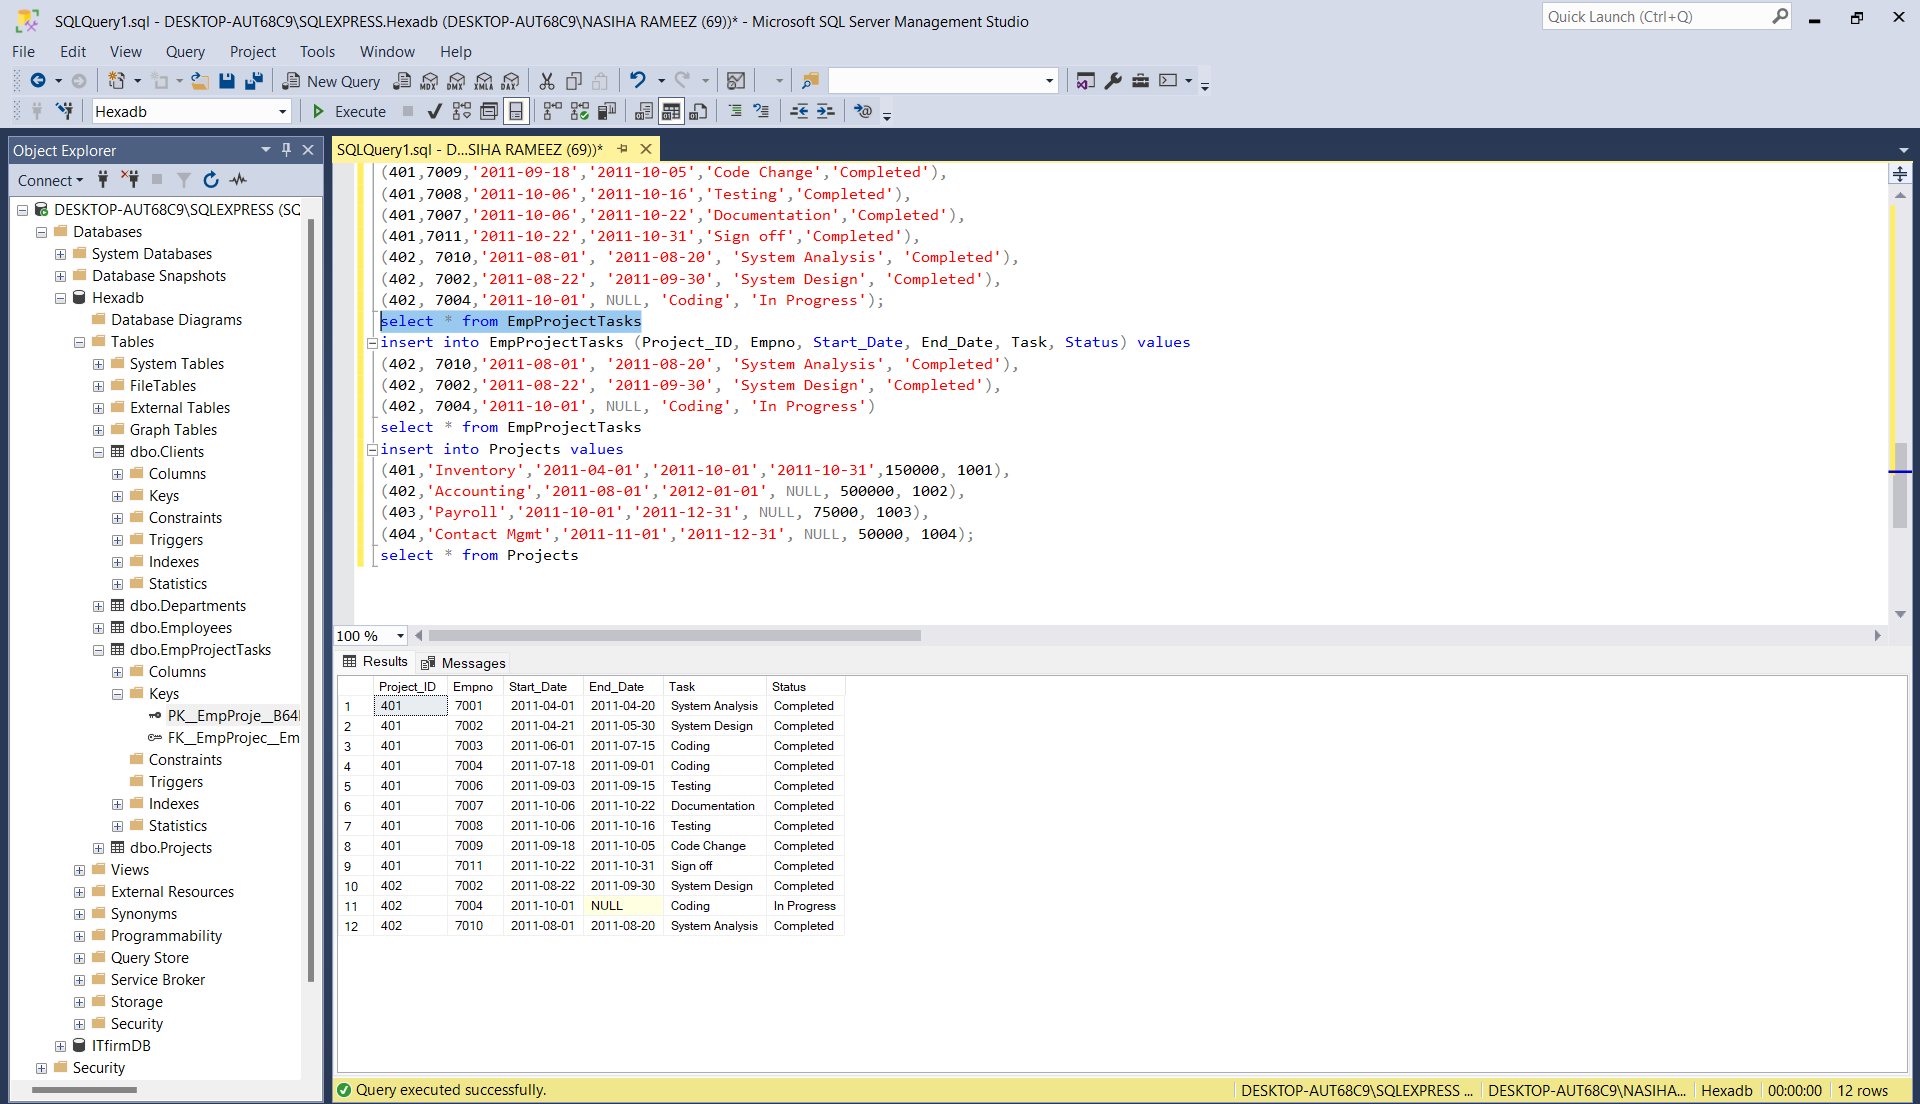 SQLQuery1.sql - DESKTOP-AUT68C9\SQLEXPRESS.Hexadb (DESKTOP-AUT68C9\NASIHA RAMEEZ (69))* - Microsoft SQL Server Management Studio
Quick Launch (Ctrl+Q)
File Edit View Query Project Tools Window Help
New Query MDX DMX XMLA DAX
Hexadb Execute
Object Explorer
Connect
DESKTOP-AUT68C9\SQLEXPRESS (SQ
Databases
System Databases
Database Snapshots
Hexadb
Database Diagrams
Tables
System Tables
FileTables
External Tables
Graph Tables
dbo.Clients
Columns
Keys
Constraints
Triggers
Indexes
Statistics
dbo.Departments
dbo.Employees
dbo.EmpProjectTasks
Columns
Keys
PK__EmpProje__B64
FK__EmpProjec__Em
Constraints
Triggers
Indexes
Statistics
dbo.Projects
Views
External Resources
Synonyms
Programmability
Query Store
Service Broker
Storage
Security
ITfirmDB
Security
SQLQuery1.sql - D...SIHA RAMEEZ (69))*
(401,7009,'2011-09-18','2011-10-05','Code Change','Completed'),
(401,7008,'2011-10-06','2011-10-16','Testing','Completed'),
(401,7007,'2011-10-06','2011-10-22','Documentation','Completed'),
(401,7011,'2011-10-22','2011-10-31','Sign off','Completed'),
(402, 7010,'2011-08-01', '2011-08-20', 'System Analysis', 'Completed'),
(402, 7002,'2011-08-22', '2011-09-30', 'System Design', 'Completed'),
(402, 7004,'2011-10-01', NULL, 'Coding', 'In Progress');
select * from EmpProjectTasks
insert into EmpProjectTasks (Project_ID, Empno, Start_Date, End_Date, Task, Status) values
(402, 7010,'2011-08-01', '2011-08-20', 'System Analysis', 'Completed'),
(402, 7002,'2011-08-22', '2011-09-30', 'System Design', 'Completed'),
(402, 7004,'2011-10-01', NULL, 'Coding', 'In Progress')
select * from EmpProjectTasks
insert into Projects values
(401,'Inventory','2011-04-01','2011-10-01','2011-10-31',150000, 1001),
(402,'Accounting','2011-08-01','2012-01-01', NULL, 500000, 1002),
(403,'Payroll','2011-10-01','2011-12-31', NULL, 75000, 1003),
(404,'Contact Mgmt','2011-11-01','2011-12-31', NULL, 50000, 1004);
select * from Projects
100 %
Results Messages
Project_ID Empno Start_Date End_Date Task Status
1 401 7001 2011-04-01 2011-04-20 System Analysis Completed
2 401 7002 2011-04-21 2011-05-30 System Design Completed
3 401 7003 2011-06-01 2011-07-15 Coding Completed
4 401 7004 2011-07-18 2011-09-01 Coding Completed
5 401 7006 2011-09-03 2011-09-15 Testing Completed
6 401 7007 2011-10-06 2011-10-22 Documentation Completed
7 401 7008 2011-10-06 2011-10-16 Testing Completed
8 401 7009 2011-09-18 2011-10-05 Code Change Completed
9 401 7011 2011-10-22 2011-10-31 Sign off Completed
10 402 7002 2011-08-22 2011-09-30 System Design Completed
11 402 7004 2011-10-01 NULL Coding In Progress
12 402 7010 2011-08-01 2011-08-20 System Analysis Completed
Query executed successfully.
DESKTOP-AUT68C9\SQLEXPRESS ... DESKTOP-AUT68C9\NASIHA... Hexadb 00:00:00 12 rows